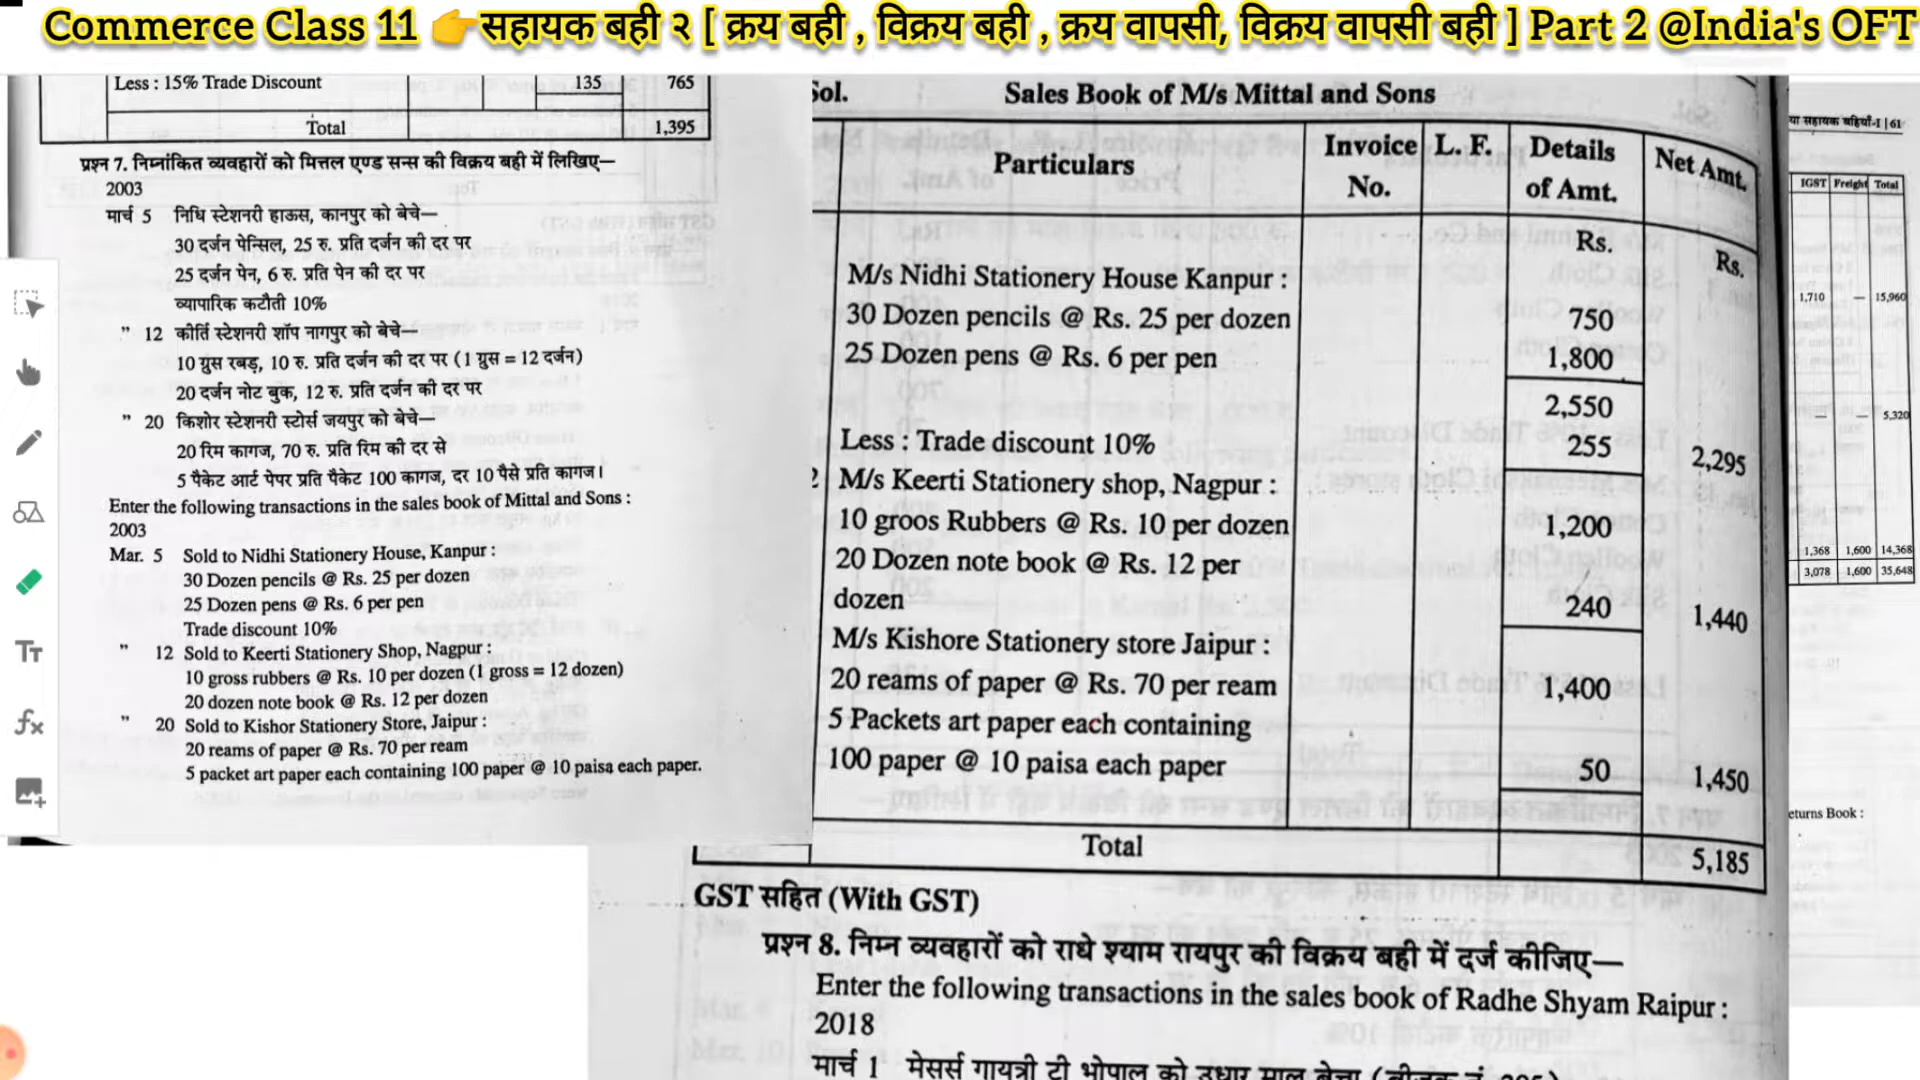 Commerce Class 11 👉सहायक बही २ [ क्रय बही , विक्रय बही , क्रय वापसी, विक्रय वापसी बही ] Part 2 @India's OFT
Less : 15% Trade Discount 135 765
Total 1,395
प्रश्न 7. निम्नांकित व्यवहारों को मित्तल एण्ड सन्स की विक्रय बही में लिखिए—
2003
मार्च 5 निधि स्टेशनरी हाऊस, कानपुर को बेचे—
30 दर्जन पेन्सिल, 25 रु. प्रति दर्जन की दर पर
25 दर्जन पेन, 6 रु. प्रति पेन की दर पर
व्यापारिक कटौती 10%
" 12 कीर्ति स्टेशनरी शॉप नागपुर को बेचे—
10 ग्रुस रबड़, 10 रु. प्रति दर्जन की दर पर (1 ग्रुस = 12 दर्जन)
20 दर्जन नोट बुक, 12 रु. प्रति दर्जन की दर पर
" 20 किशोर स्टेशनरी स्टोर्स जयपुर को बेचे—
20 रिम कागज, 70 रु. प्रति रिम की दर से
5 पैकेट आर्ट पेपर प्रति पैकेट 100 कागज, दर 10 पैसे प्रति कागज।
Enter the following transactions in the sales book of Mittal and Sons :
2003
Mar. 5 Sold to Nidhi Stationery House, Kanpur :
30 Dozen pencils @ Rs. 25 per dozen
25 Dozen pens @ Rs. 6 per pen
Trade discount 10%
" 12 Sold to Keerti Stationery Shop, Nagpur :
10 gross rubbers @ Rs. 10 per dozen (1 gross = 12 dozen)
20 dozen note book @ Rs. 12 per dozen
" 20 Sold to Kishor Stationery Store, Jaipur :
20 reams of paper @ Rs. 70 per ream
5 packet art paper each containing 100 paper @ 10 paisa each paper.
Sol. Sales Book of M/s Mittal and Sons
Particulars Invoice No. L. F. Details of Amt. Net Amt.
Rs. Rs.
M/s Nidhi Stationery House Kanpur :
30 Dozen pencils @ Rs. 25 per dozen 750
25 Dozen pens @ Rs. 6 per pen 1,800
2,550
Less : Trade discount 10% 255 2,295
2 M/s Keerti Stationery shop, Nagpur :
10 groos Rubbers @ Rs. 10 per dozen 1,200
20 Dozen note book @ Rs. 12 per
dozen 240 1,440
M/s Kishore Stationery store Jaipur :
20 reams of paper @ Rs. 70 per ream 1,400
5 Packets art paper each containing
100 paper @ 10 paisa each paper 50 1,450
Total 5,185
GST सहित (With GST)
प्रश्न 8. निम्न व्यवहारों को राधे श्याम रायपुर की विक्रय बही में दर्ज कीजिए—
Enter the following transactions in the sales book of Radhe Shyam Raipur :
2018
मार्च 1 मेसर्स गायत्री टी भोपाल को उधार माल बेचा
या सहायक बहियाँ-I | 61
IGST Freight Total
1,710 — 15,960
— — 5,320
1,368 1,600 14,368
3,078 1,600 35,648
eturns Book :
Tт
fx